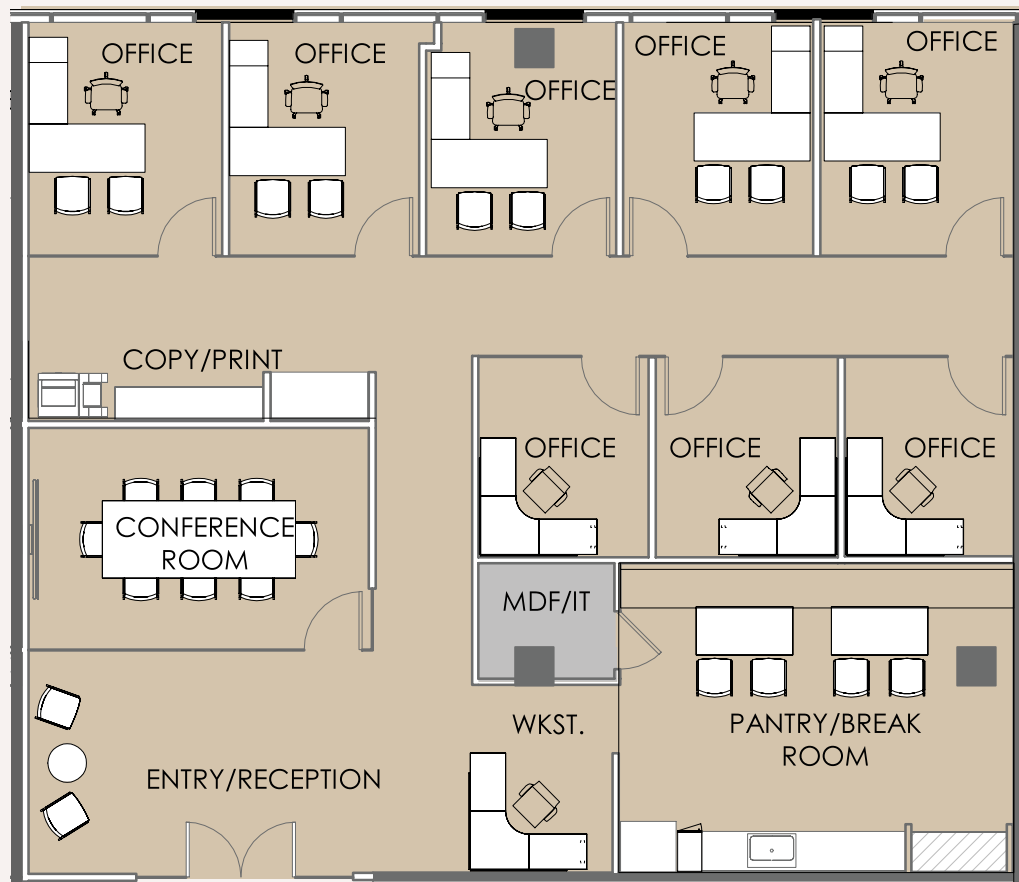 OFFICE
OFFICE
OFFICE
OFFICE
OFFICE
COPY/PRINT
OFFICE
OFFICE
OFFICE
CONFERENCE
ROOM
MDF/IT
WKST.
PANTRY/BREAK
ROOM
ENTRY/RECEPTION